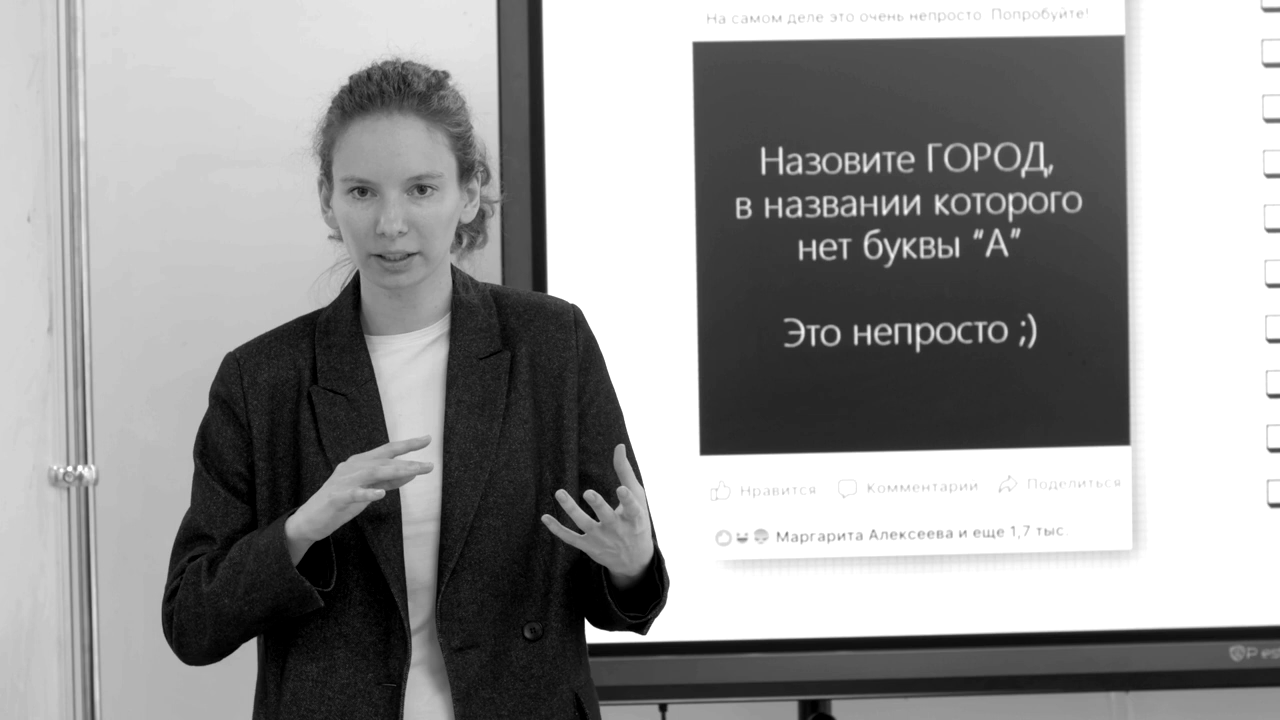 На самом деле это очень непросто. Попробуйте!
Назовите ГОРОД,
в названии которого
нет буквы “А”
Это непросто ;)
Нравится Комментарии Поделиться
Маргарита Алексеева и еще 1,7 тыс.